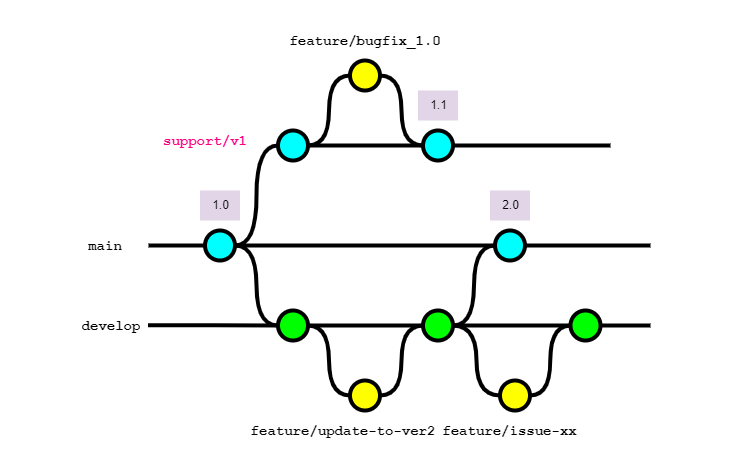 feature/bugfix_1.0
1.1
support/v1
1.0
2.0
main
develop
feature/update-to-ver2
feature/issue-xx